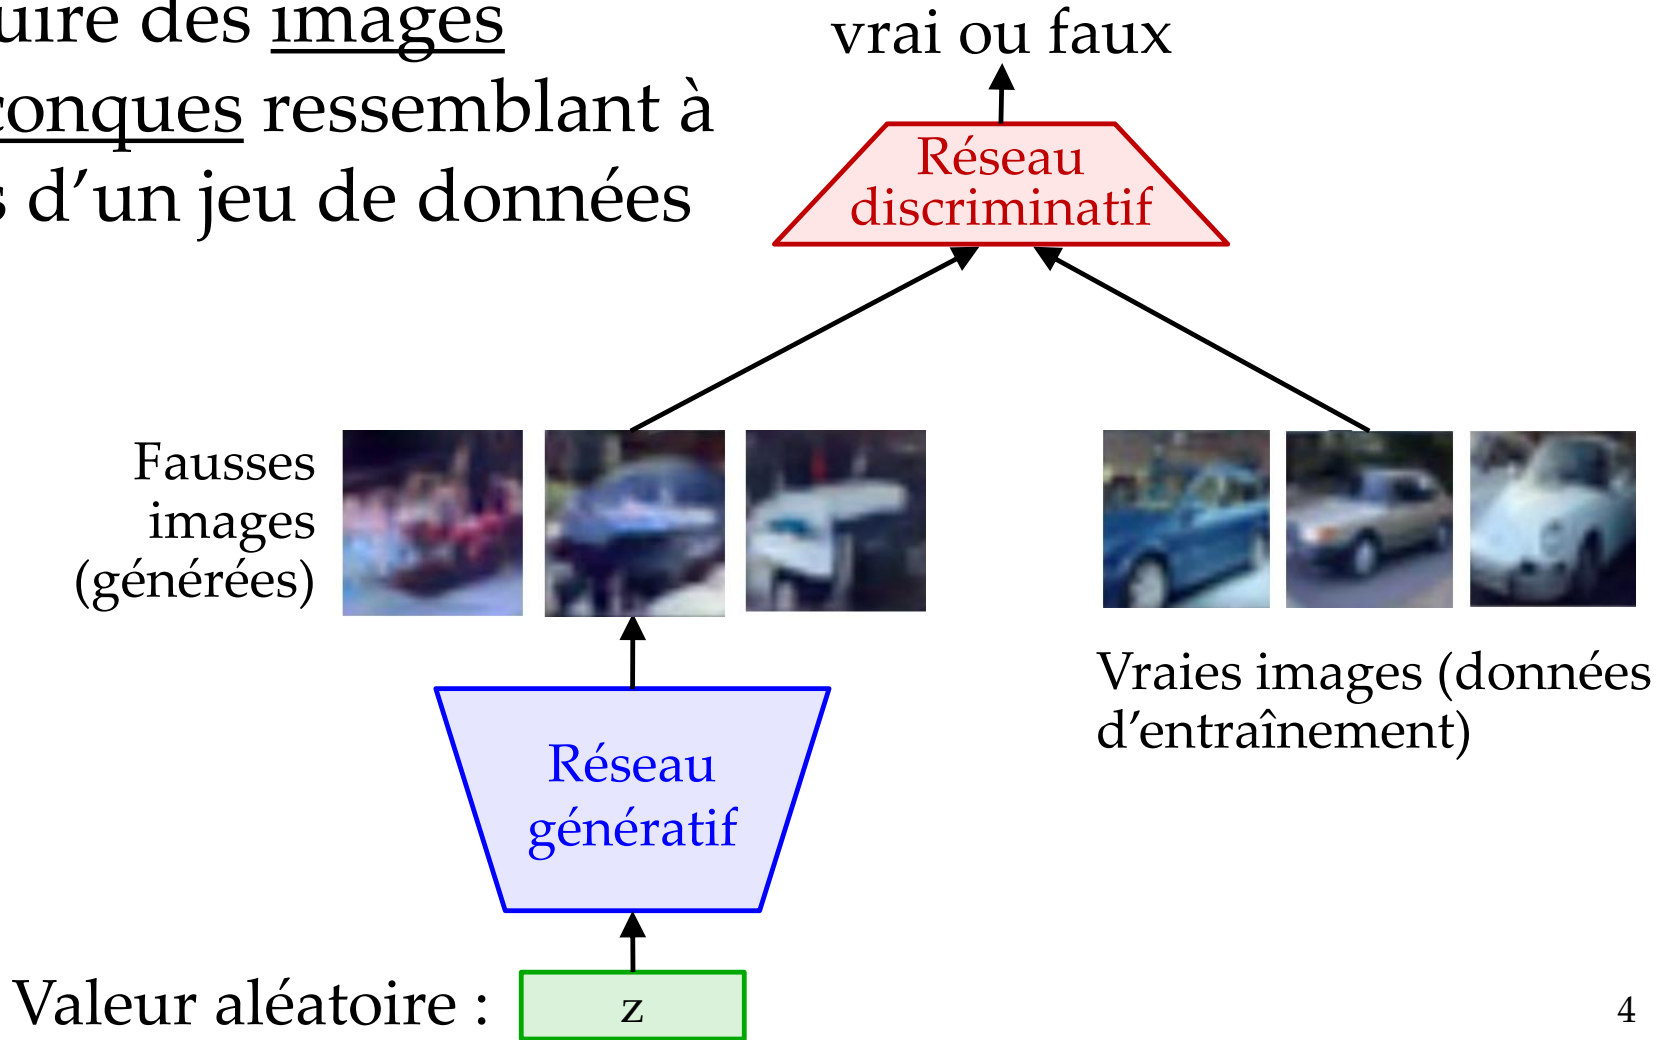 uire des images
conques ressemblant à
s d’un jeu de données
vrai ou faux
Réseau
discriminatif
Fausses
images
(générées)
Vraies images (données
d’entraînement)
Réseau
génératif
Valeur aléatoire :
z
4